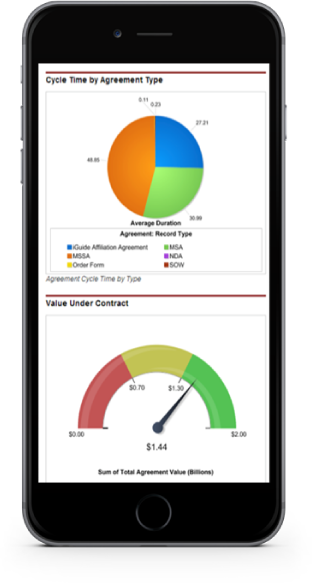 Cycle Time by Agreement Type
0.11
0.23
27.21
46.95
30.99
Average Duration
Agreement: Record Type
iGuide Affiliation Agreement
MSA
MSSA
NDA
Order Form
SOW
Agreement Cycle Time by Type
Value Under Contract
$0.70
$1.30
$0.00
$2.00
$1.44
Sum of Total Agreement Value (Billions)